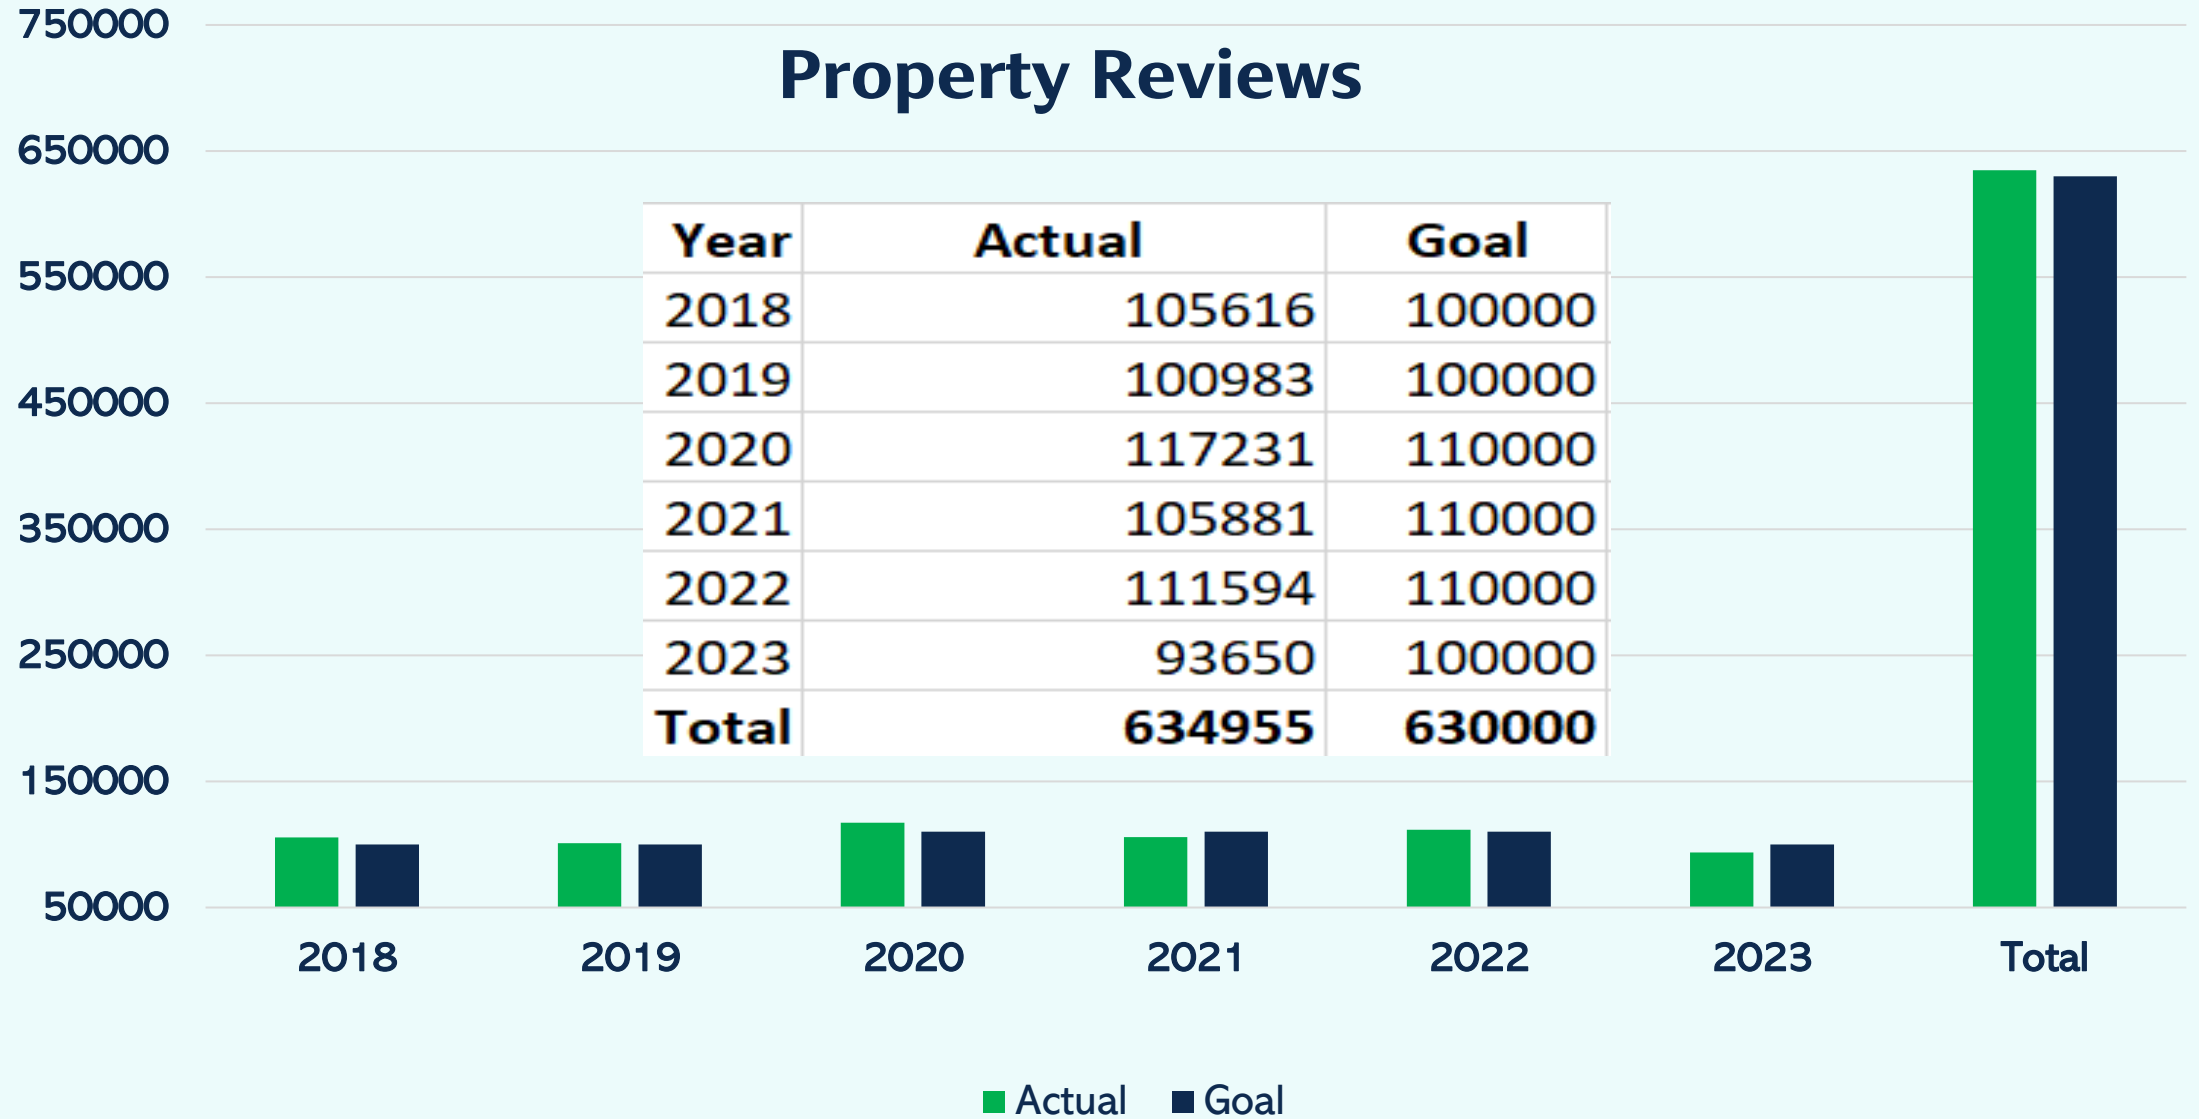 Property Reviews
750000
650000
550000
450000
350000
250000
150000
50000
Year Actual Goal
2018 105616 100000
2019 100983 100000
2020 117231 110000
2021 105881 110000
2022 111594 110000
2023 93650 100000
Total 634955 630000
2018 2019 2020 2021 2022 2023 Total
Actual Goal